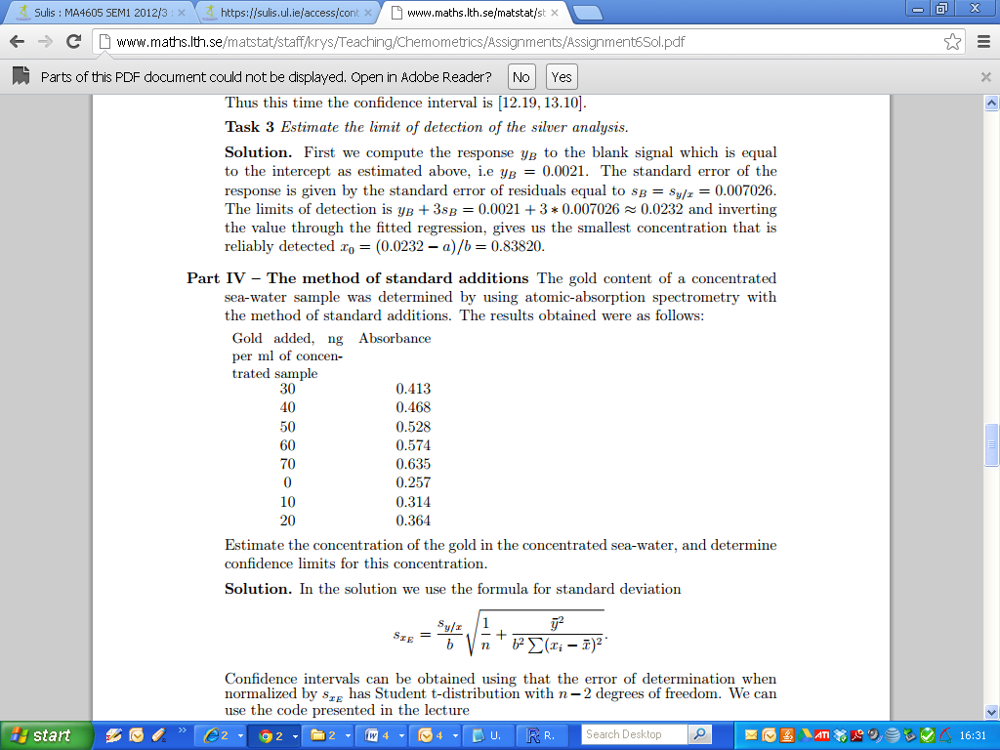 Sulis : MA4605 SEM1 2012/3 :
https://sulis.ul.ie/access/cont
www.maths.lth.se/matstat/st
www.maths.lth.se/matstat/staff/krys/Teaching/Chemometrics/Assignments/Assignment6Sol.pdf
Parts of this PDF document could not be displayed. Open in Adobe Reader? No Yes
Thus this time the confidence interval is [12.19, 13.10].
Task 3 Estimate the limit of detection of the silver analysis.
Solution. First we compute the response y_B to the blank signal which is equal
to the intercept as estimated above, i.e y_B = 0.0021. The standard error of the
response is given by the standard error of residuals equal to s_B = s_{y/x} = 0.007026.
The limits of detection is y_B + 3s_B = 0.0021 + 3 * 0.007026 ≈ 0.0232 and inverting
the value through the fitted regression, gives us the smallest concentration that is
reliably detected x_0 = (0.0232 − a)/b = 0.83820.
Part IV – The method of standard additions The gold content of a concentrated
sea-water sample was determined by using atomic-absorption spectrometry with
the method of standard additions. The results obtained were as follows:
Gold added, ng Absorbance
per ml of concen-
trated sample
30 0.413
40 0.468
50 0.528
60 0.574
70 0.635
0 0.257
10 0.314
20 0.364
Estimate the concentration of the gold in the concentrated sea-water, and determine
confidence limits for this concentration.
Solution. In the solution we use the formula for standard deviation
s_{x_E} = \frac{s_{y/x}}{b} \sqrt{\frac{1}{n} + \frac{ȳ^2}{b^2 ∑(x_i − x̄)^2}}.
Confidence intervals can be obtained using that the error of determination when
normalized by s_{x_E} has Student t-distribution with n − 2 degrees of freedom. We can
use the code presented in the lecture
start 2 2 2 4 4 U. R. Search Desktop 16:31